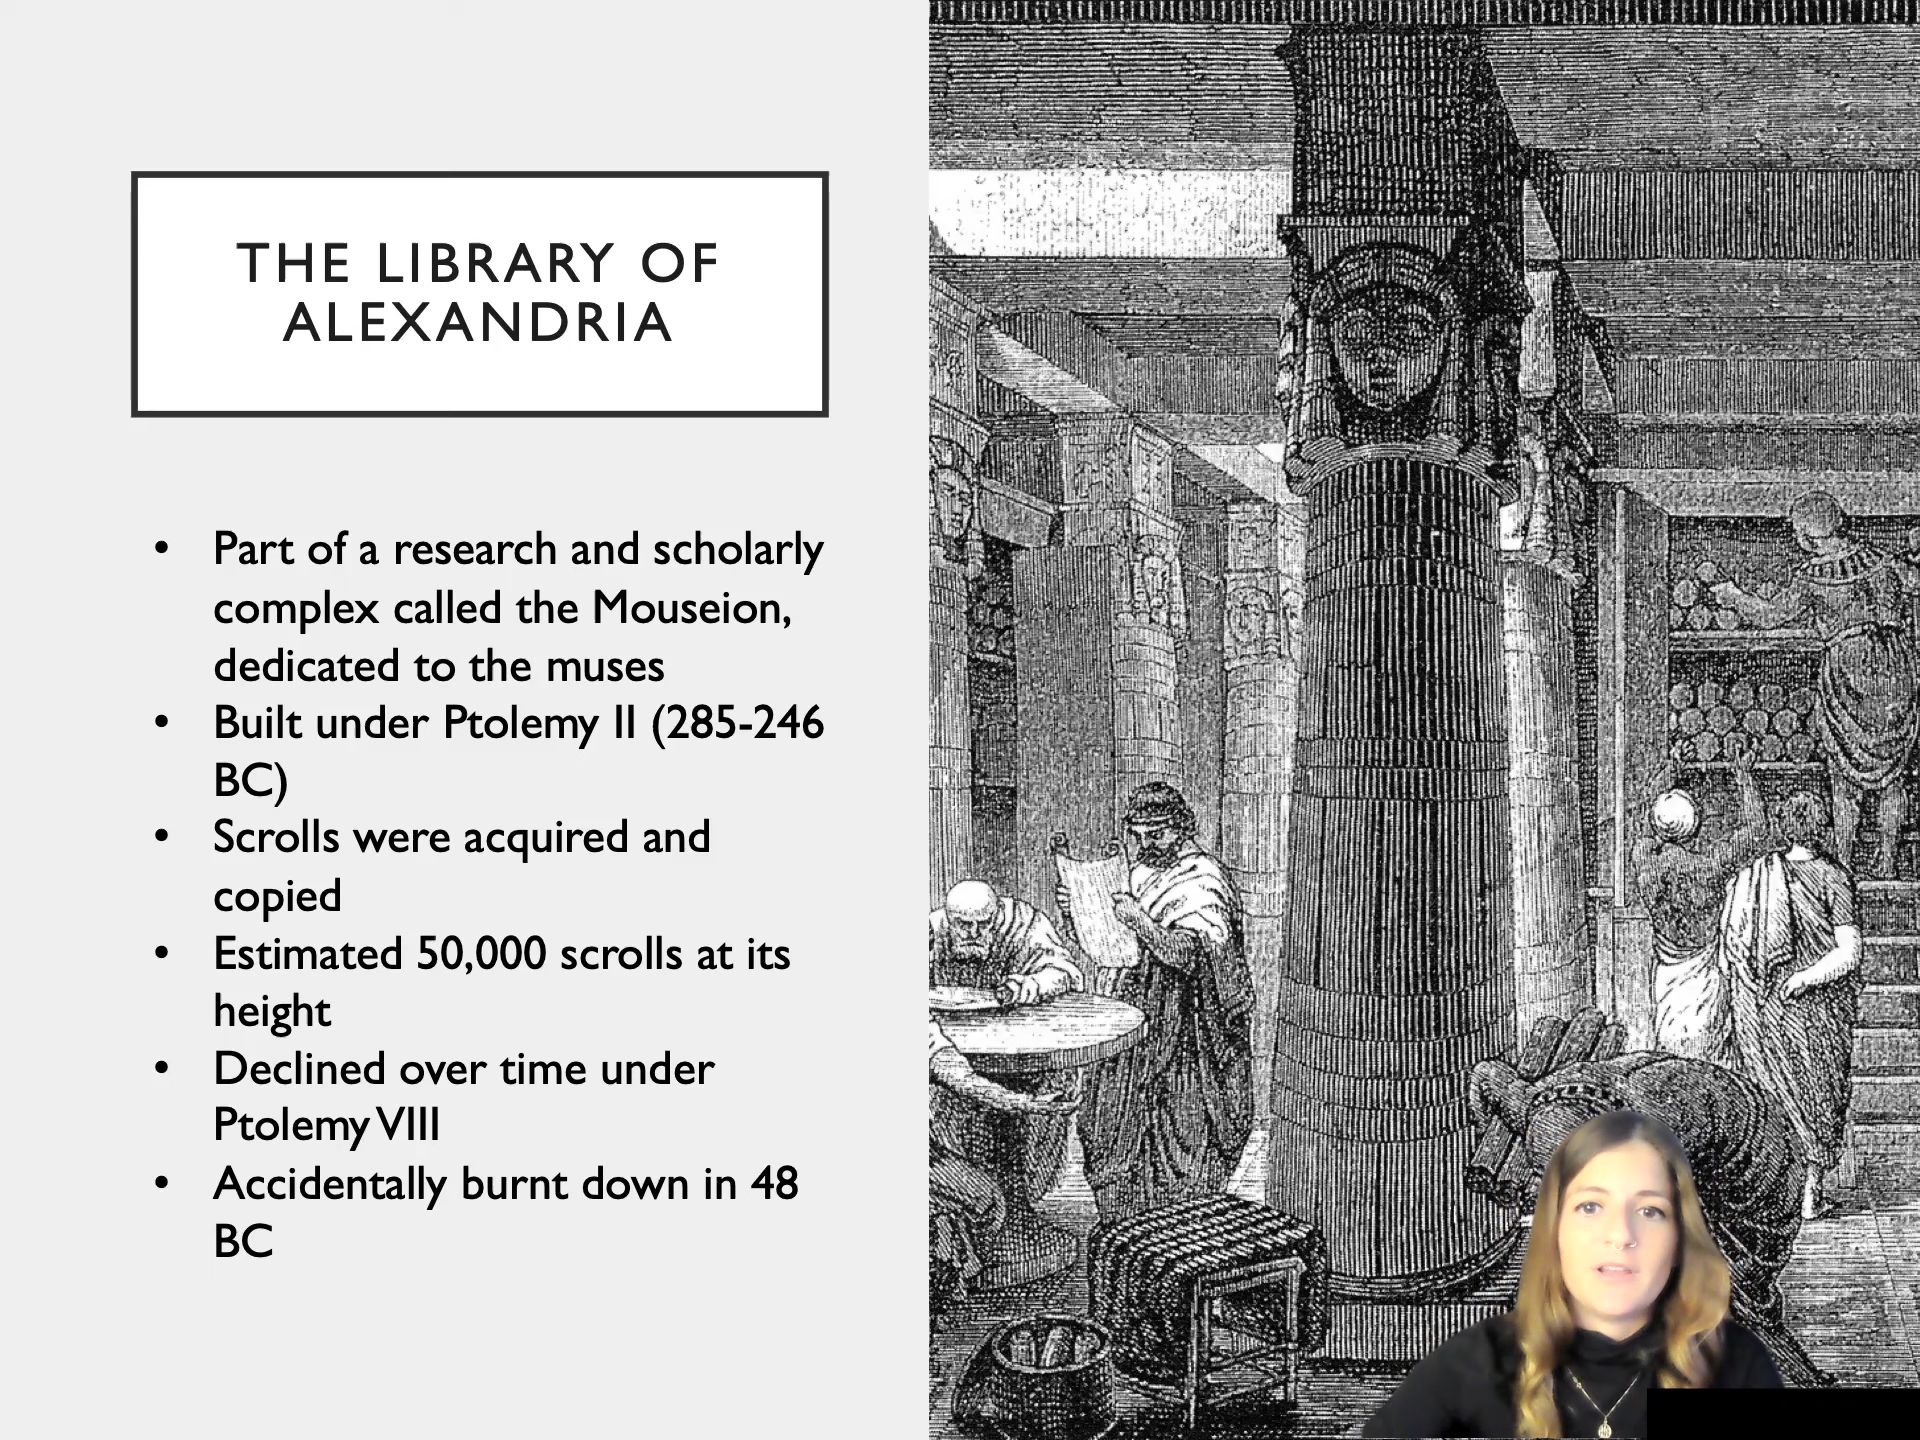 THE LIBRARY OF
ALEXANDRIA
• Part of a research and scholarly
complex called the Mouseion,
dedicated to the muses
• Built under Ptolemy II (285-246
BC)
• Scrolls were acquired and
copied
• Estimated 50,000 scrolls at its
height
• Declined over time under
Ptolemy VIII
• Accidentally burnt down in 48
BC